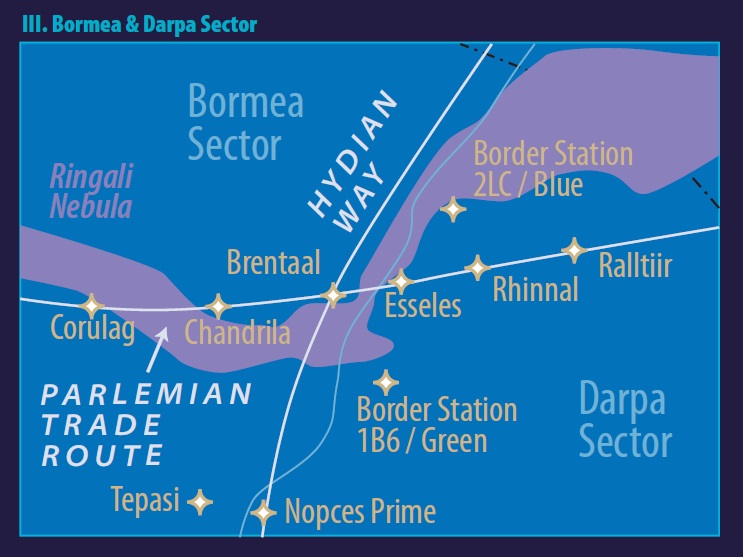 III. Bormea & Darpa Sector
Bormea
Sector
HYDIAN
WAY
Ringali
Nebula
Border Station
2LC / Blue
Brentaal
Ralltiir
Rhinnal
Esseles
Corulag
Chandrila
PARLEMIAN
TRADE
ROUTE
Border Station
1B6 / Green
Darpa
Sector
Tepasi
Nopces Prime